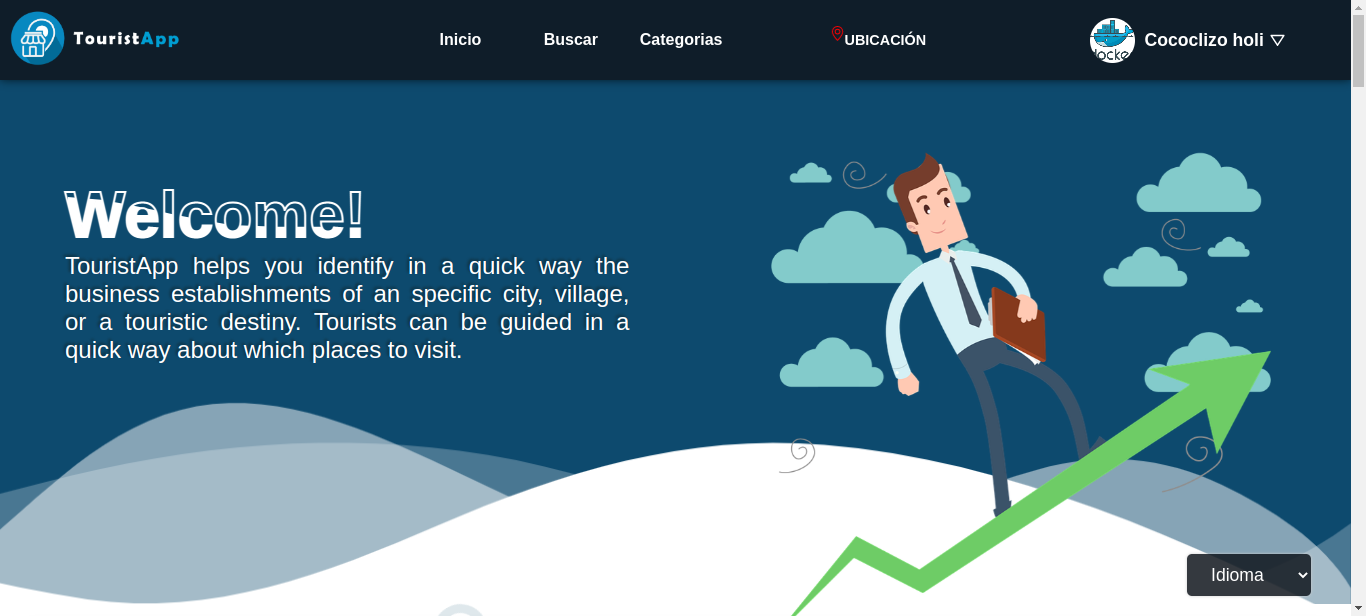 TouristApp
Inicio
Buscar
Categorias
UBICACIÓN
locke
Cococlizo holi
Welcome!
TouristApp helps you identify in a quick way the
business establishments of an specific city, village,
or a touristic destiny. Tourists can be guided in a
quick way about which places to visit.
Idioma